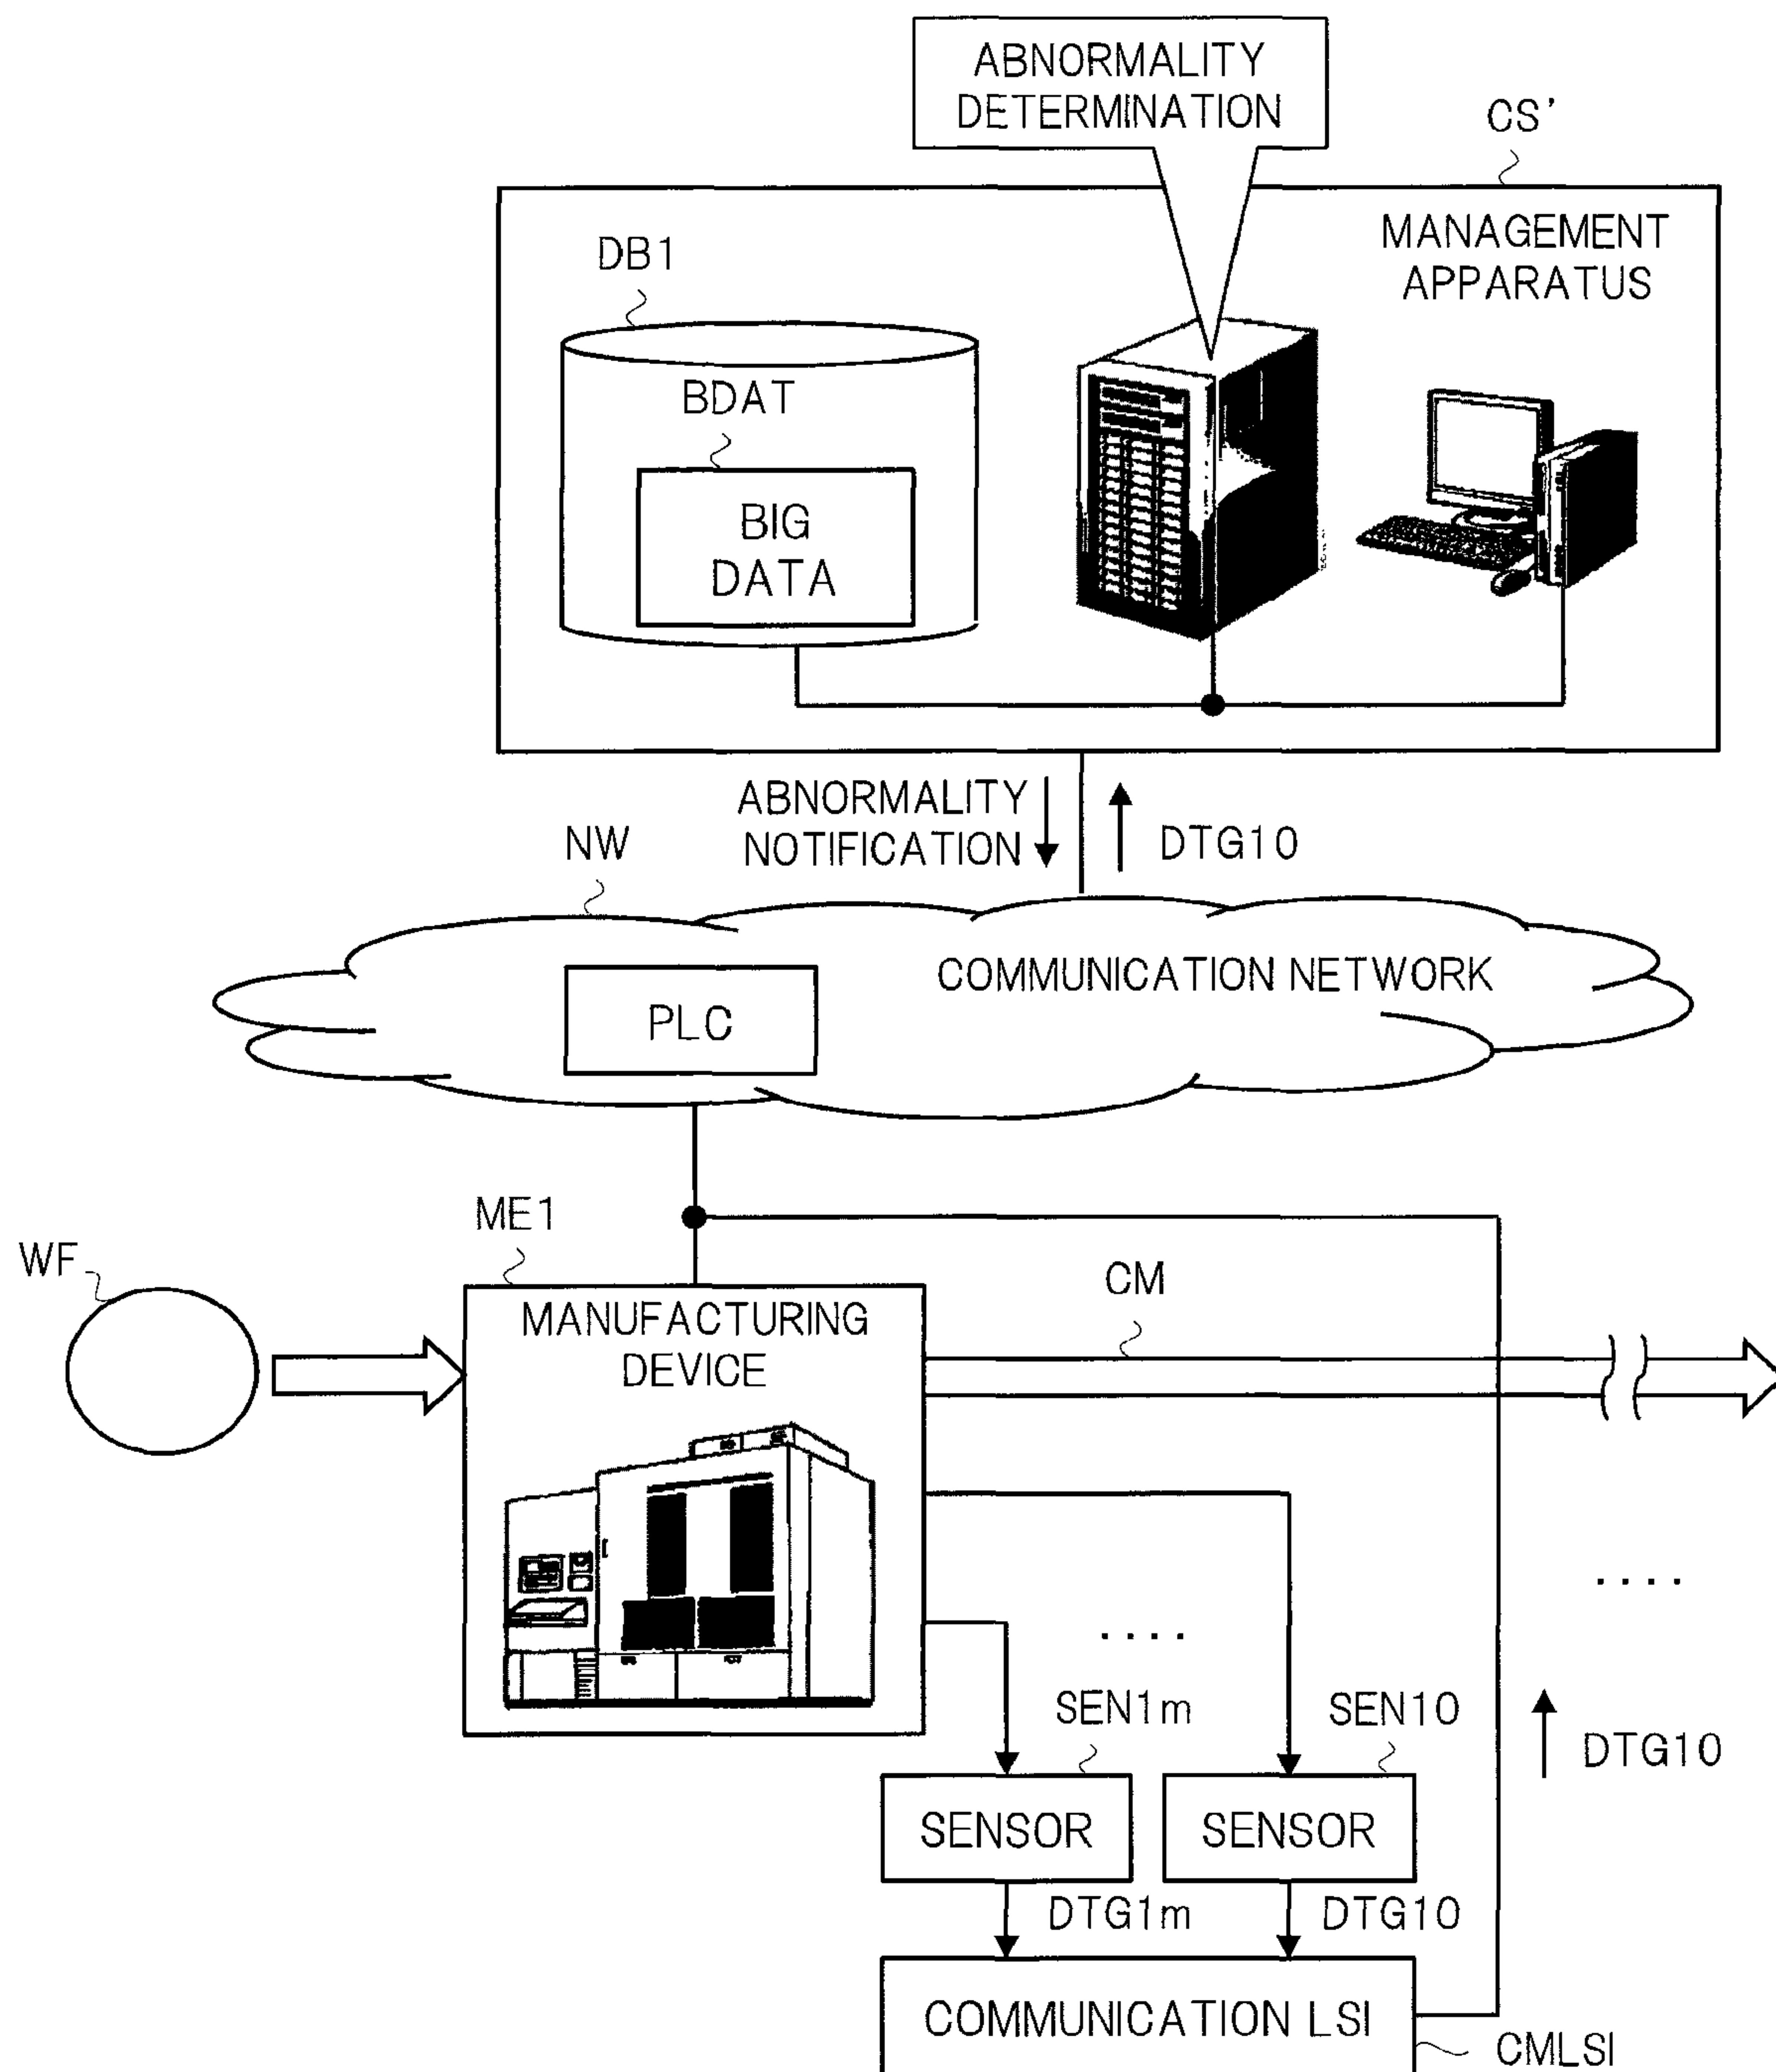 ABNORMALITY
DETERMINATION
CS'
MANAGEMENT
APPARATUS
DB1
BDAT
BIG
DATA
ABNORMALITY
NOTIFICATION
DTG10
NW
COMMUNICATION NETWORK
PLC
ME1
WF
CM
MANUFACTURING
DEVICE
....
....
SEN1m
SEN10
DTG10
SENSOR
SENSOR
DTG1m
DTG10
COMMUNICATION LSI
CMLSI